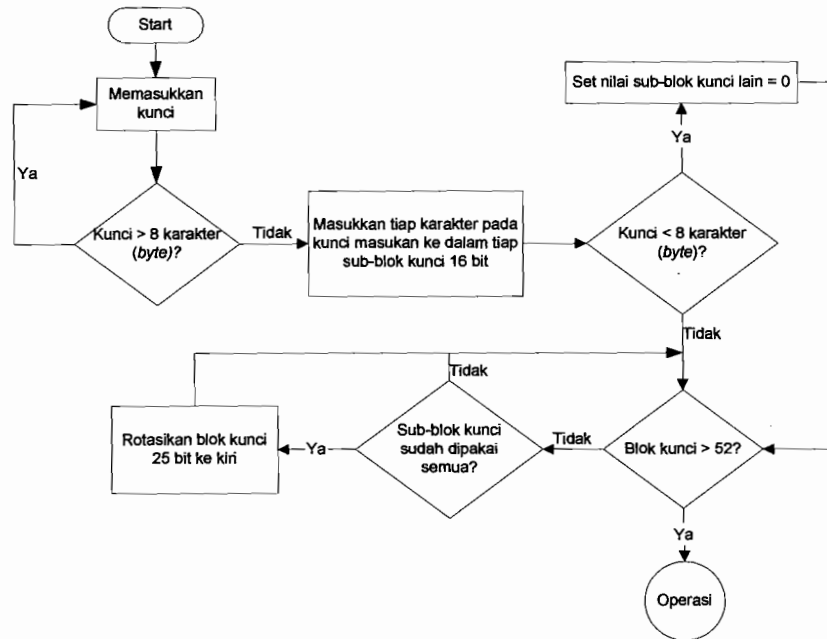 Start
Memasukkan
kunci
Ya
Kunci > 8 karakter
(byte)?
Tidak
Masukkan tiap karakter pada
kunci masukan ke dalam tiap
sub-blok kunci 16 bit
Kunci < 8 karakter
(byte)?
Ya
Set nilai sub-blok kunci lain = 0
Tidak
Blok kunci > 52?
Tidak
Sub-blok kunci
sudah dipakai
semua?
Tidak
Ya
Rotasikan blok kunci
25 bit ke kiri
Ya
Operasi